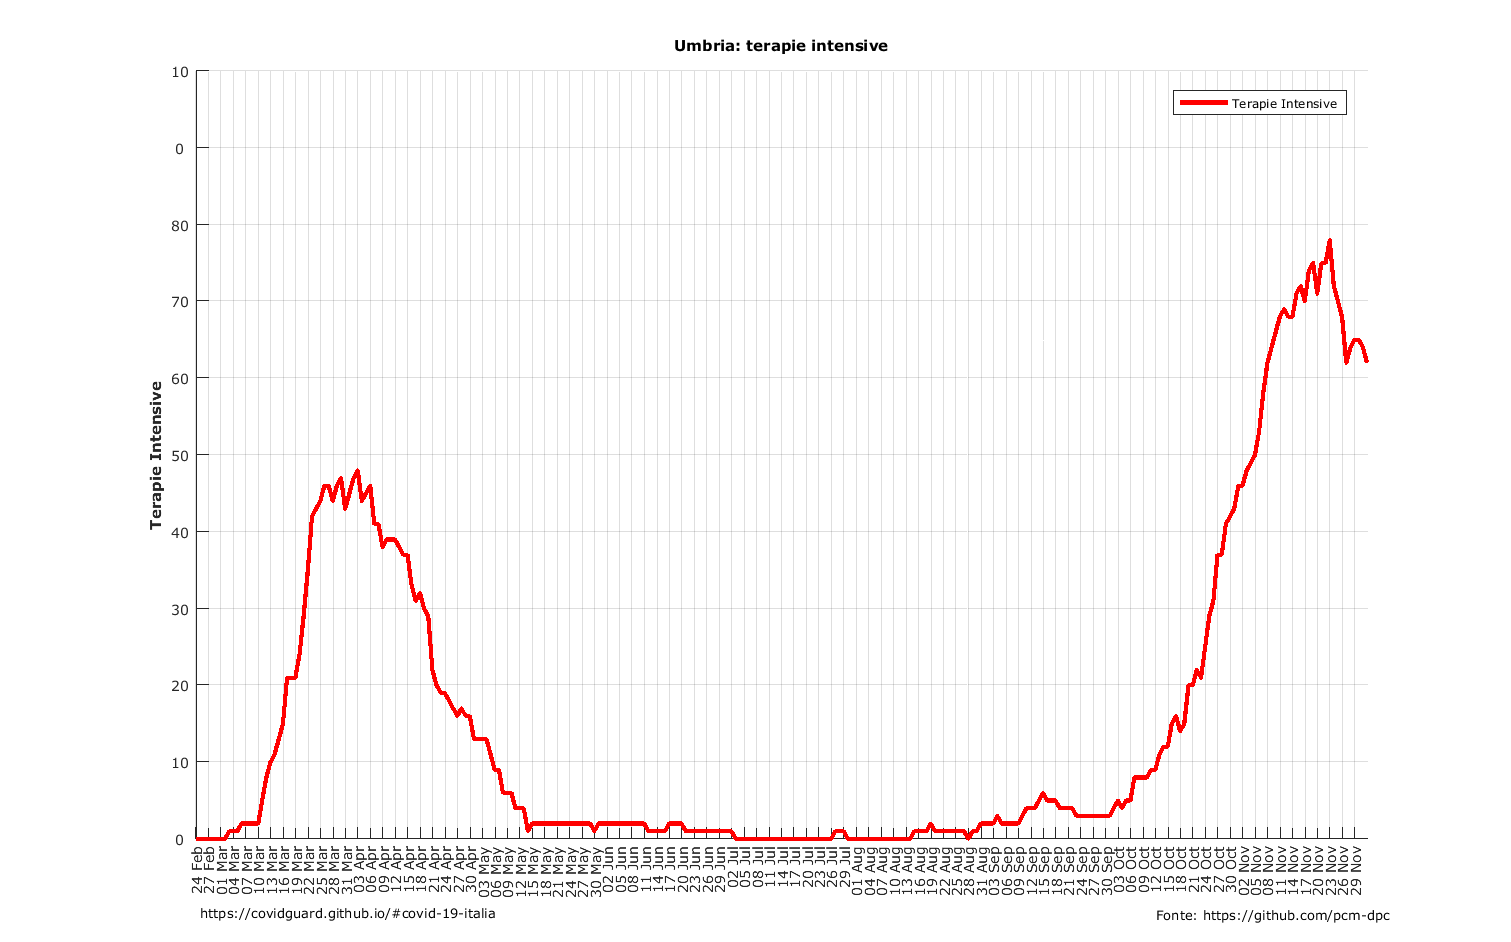 Umbria: terapie intensive
10
0
80
70
60
50
40
30
20
10
0
Terapie Intensive
Terapie Intensive
24 Feb
27 Feb
01 Mar
04 Mar
07 Mar
10 Mar
13 Mar
16 Mar
19 Mar
22 Mar
25 Mar
28 Mar
31 Mar
03 Apr
06 Apr
09 Apr
12 Apr
15 Apr
18 Apr
21 Apr
24 Apr
27 Apr
30 Apr
03 May
06 May
09 May
12 May
15 May
18 May
21 May
24 May
27 May
30 May
02 Jun
05 Jun
08 Jun
11 Jun
14 Jun
17 Jun
20 Jun
23 Jun
26 Jun
29 Jun
02 Jul
05 Jul
08 Jul
11 Jul
14 Jul
17 Jul
20 Jul
23 Jul
26 Jul
29 Jul
01 Aug
04 Aug
07 Aug
10 Aug
13 Aug
16 Aug
19 Aug
22 Aug
25 Aug
28 Aug
31 Aug
03 Sep
06 Sep
09 Sep
12 Sep
15 Sep
18 Sep
21 Sep
24 Sep
27 Sep
30 Sep
03 Oct
06 Oct
09 Oct
12 Oct
15 Oct
18 Oct
21 Oct
24 Oct
27 Oct
30 Oct
02 Nov
05 Nov
08 Nov
11 Nov
14 Nov
17 Nov
20 Nov
23 Nov
26 Nov
29 Nov
https://covidguard.github.io/#covid-19-italia
Fonte: https://github.com/pcm-dpc